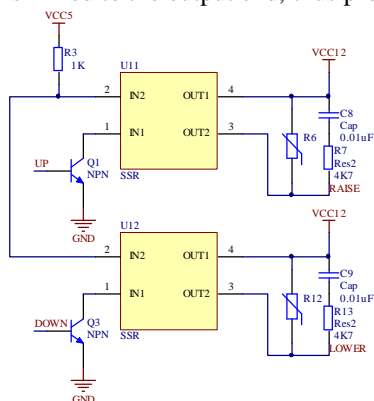 VCC5
R3
1K
U11
2
IN2
OUT1
4
1
IN1
OUT2
3
SSR
UP
Q1
NPN
GND
VCC12
C8
Cap
0.01uF
R6
R7
Res2
4K7
RAISE
U12
2
IN2
OUT1
4
1
IN1
OUT2
3
SSR
DOWN
Q3
NPN
GND
VCC12
C9
Cap
0.01uF
R12
R13
Res2
4K7
LOWER